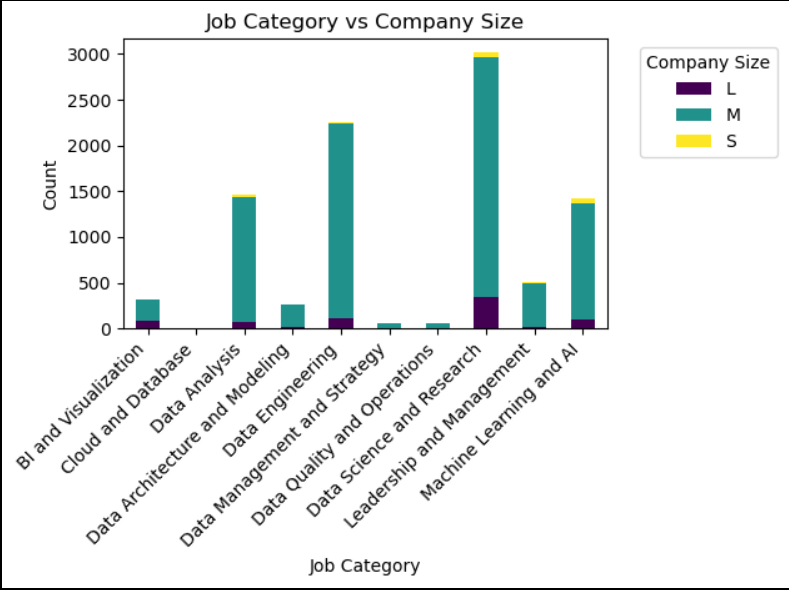 Job Category vs Company Size
3000
2500
2000
1500
1000
500
0
Count
BI and Visualization
Cloud and Database
Data Analysis
Data Architecture and Modeling
Data Engineering
Data Management and Strategy
Data Quality and Operations
Data Science and Research
Leadership and Management
Machine Learning and AI
Job Category
Company Size
L
M
S